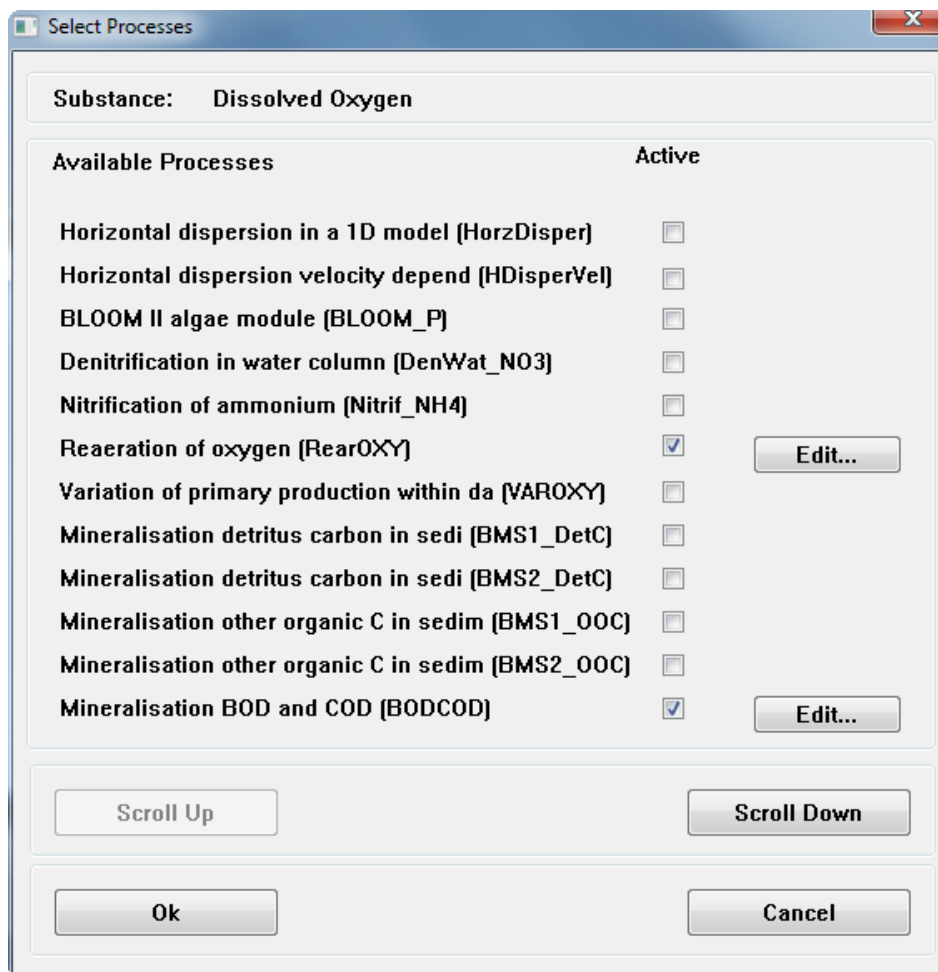 Select Processes
Substance: Dissolved Oxygen
Available Processes Active
Horizontal dispersion in a 1D model (HorzDisper)
Horizontal dispersion velocity depend (HDisperVel)
BLOOM II algae module (BLOOM_P)
Denitrification in water column (DenWat_NO3)
Nitrification of ammonium (Nitrif_NH4)
Reaeration of oxygen (RearOXY) Edit...
Variation of primary production within da (VAROXY)
Mineralisation detritus carbon in sedi (BMS1_DetC)
Mineralisation detritus carbon in sedi (BMS2_DetC)
Mineralisation other organic C in sedim (BMS1_OOC)
Mineralisation other organic C in sedim (BMS2_OOC)
Mineralisation BOD and COD (BODCOD) Edit...
Scroll Up Scroll Down
Ok Cancel